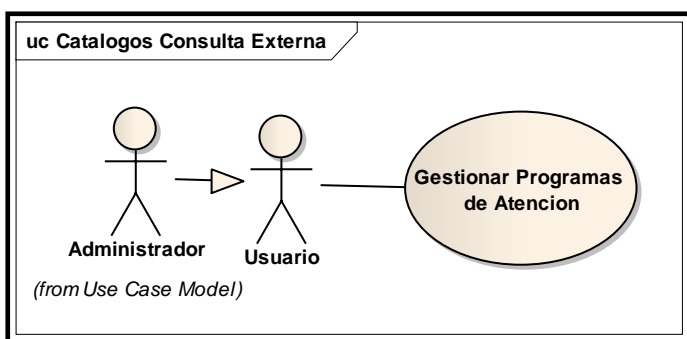 uc Catalogos Consulta Externa
Administrador
Usuario
Gestionar Programas
de Atencion
(from Use Case Model)